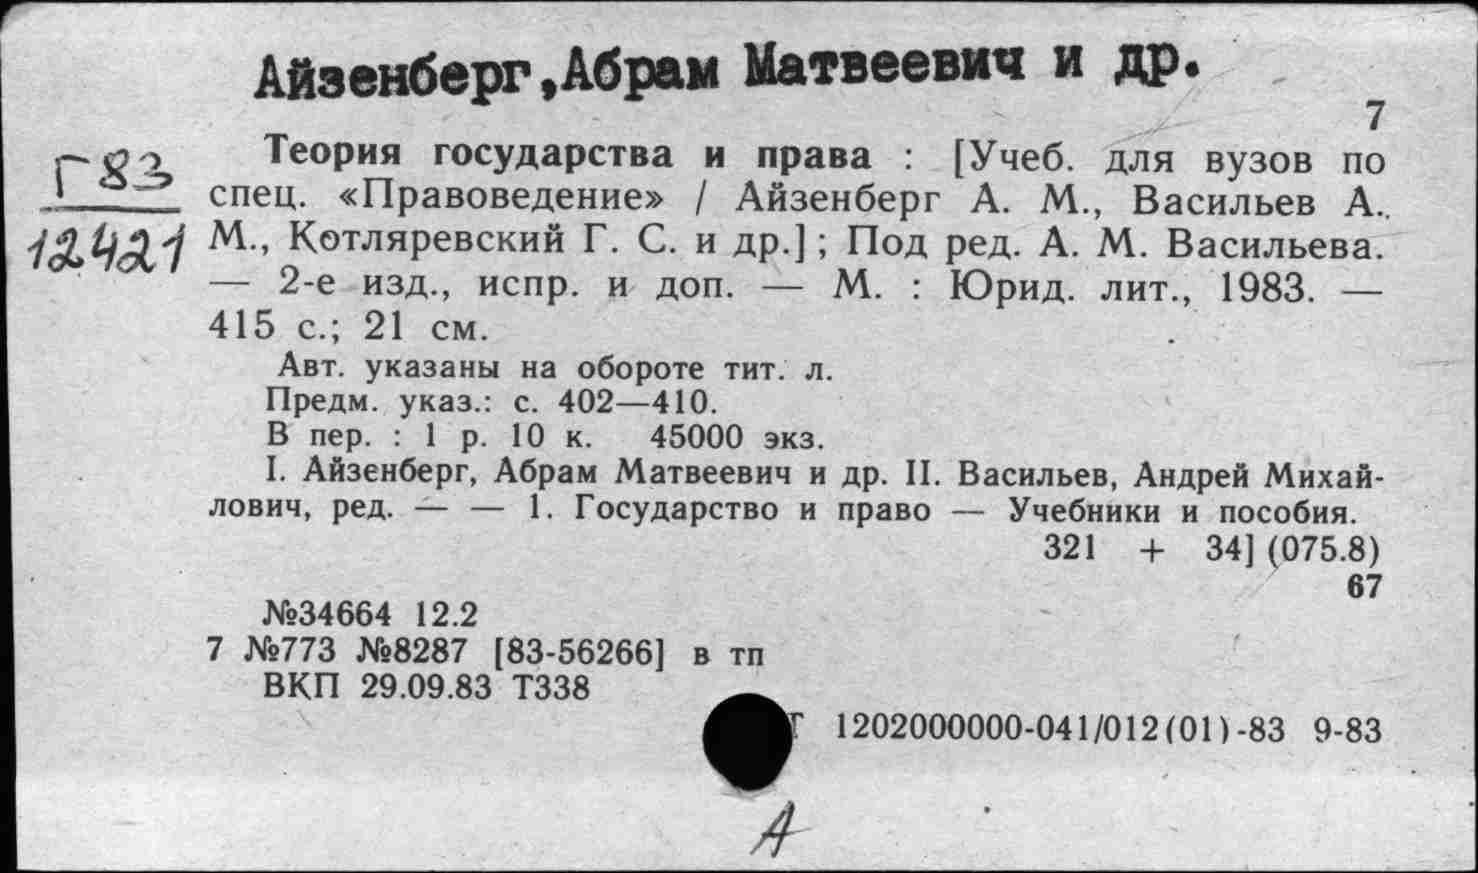 Айзенберг,Абрам Матвеевич и др.
7
Г 83
12421
Теория государства и права : [Учеб. для вузов по
спец. «Правоведение» / Айзенберг А. М., Васильев А.
М., Котляревский Г. С. и др.] ; Под ред. А. М. Васильева.
— 2-е изд., испр. и доп. — М. : Юрид. лит., 1983. —
415 с.; 21 см.
Авт. указаны на обороте тит. л.
Предм. указ.: с. 402—410.
В пер. : 1 р. 10 к. 45000 экз.
I. Айзенберг, Абрам Матвеевич и др. II. Васильев, Андрей Михай-
лович, ред. — — 1. Государство и право — Учебники и пособия.
321 + 34] (075.8)
67
№34664 12.2
7 №773 №8287 [83-56266] в тп
ВКП 29.09.83 Т338
Т 1202000000-041/012(01)-83 9-83
А